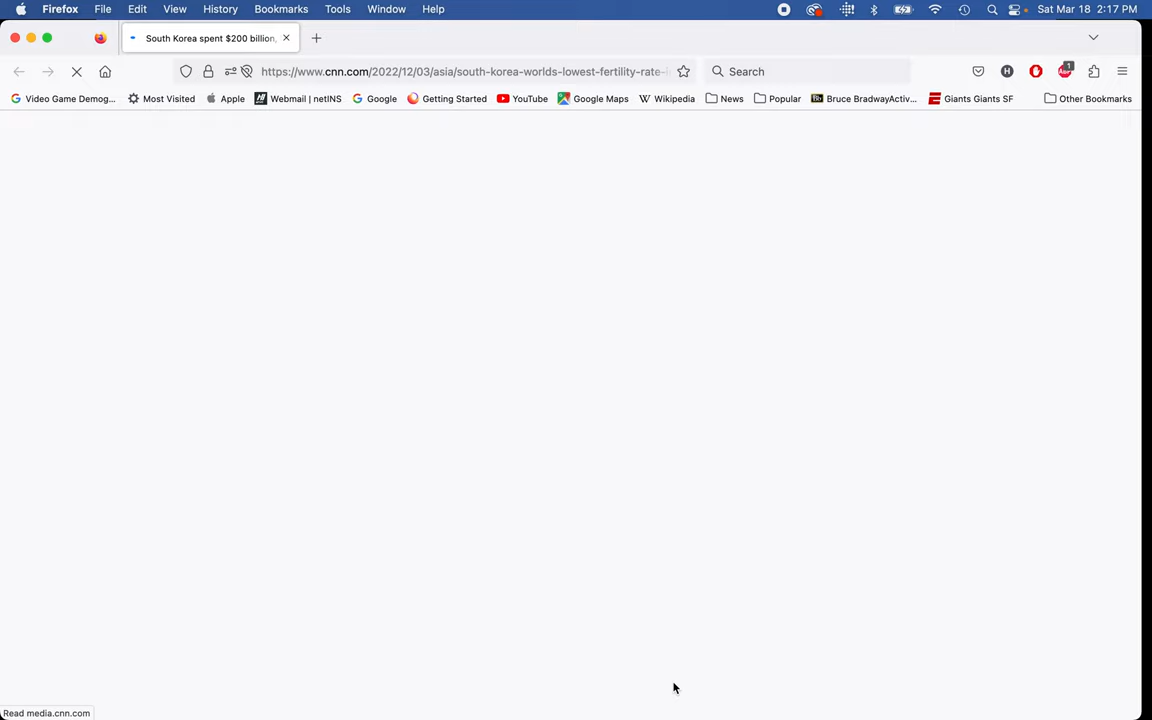 Firefox File Edit View History Bookmarks Tools Window Help Sat Mar 18 2:17 PM
South Korea spent $200 billion,
https://www.cnn.com/2022/12/03/asia/south-korea-worlds-lowest-fertility-rate- Search H ABP 1
Video Game Demog... Most Visited Apple Webmail | netINS Google Getting Started YouTube Google Maps Wikipedia News Popular Bruce BradwayActiv... Giants Giants SF Other Bookmarks
Read media.cnn.com